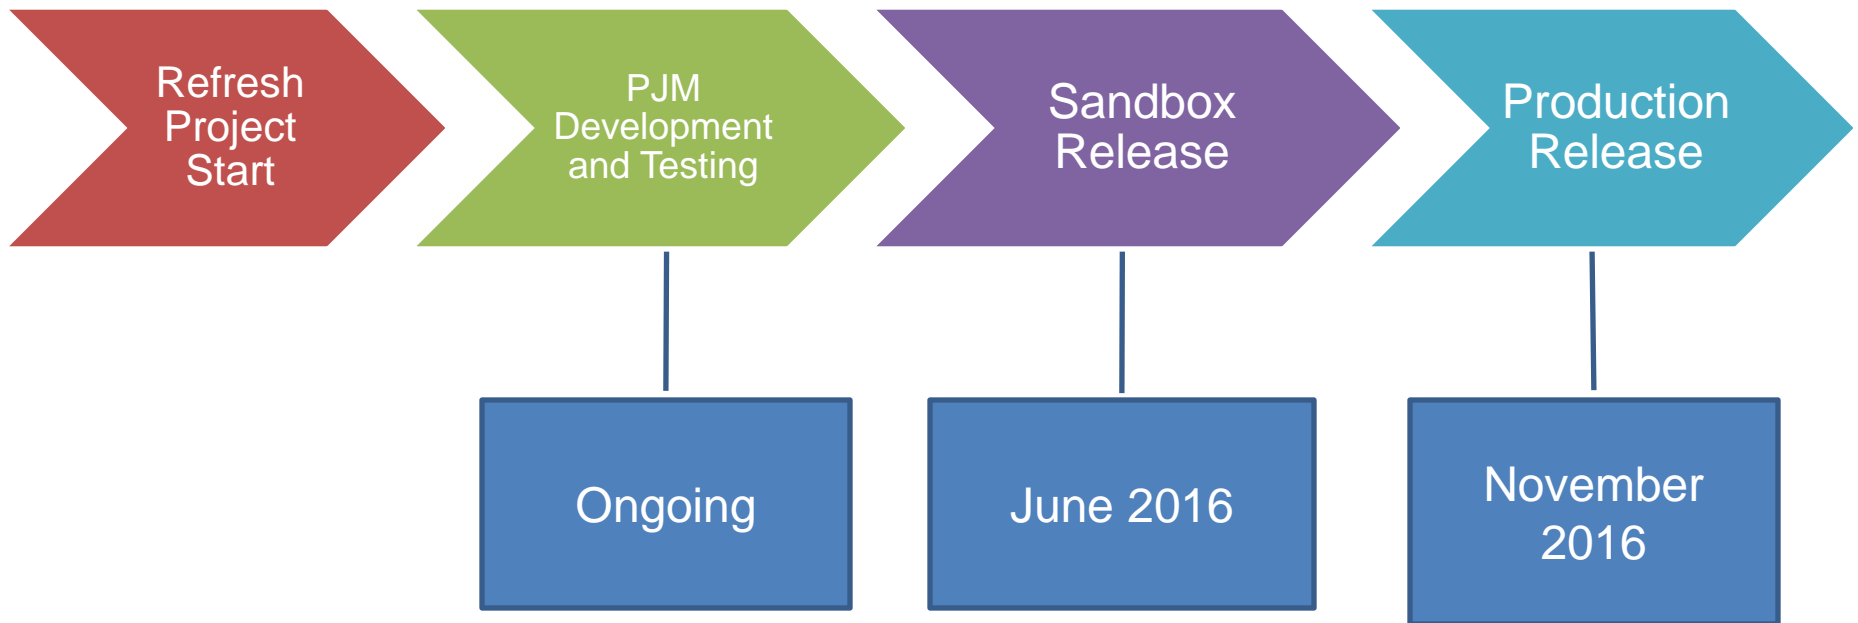 Refresh
Project
Start
PJM
Development
and Testing
Sandbox
Release
Production
Release
Ongoing
June 2016
November
2016